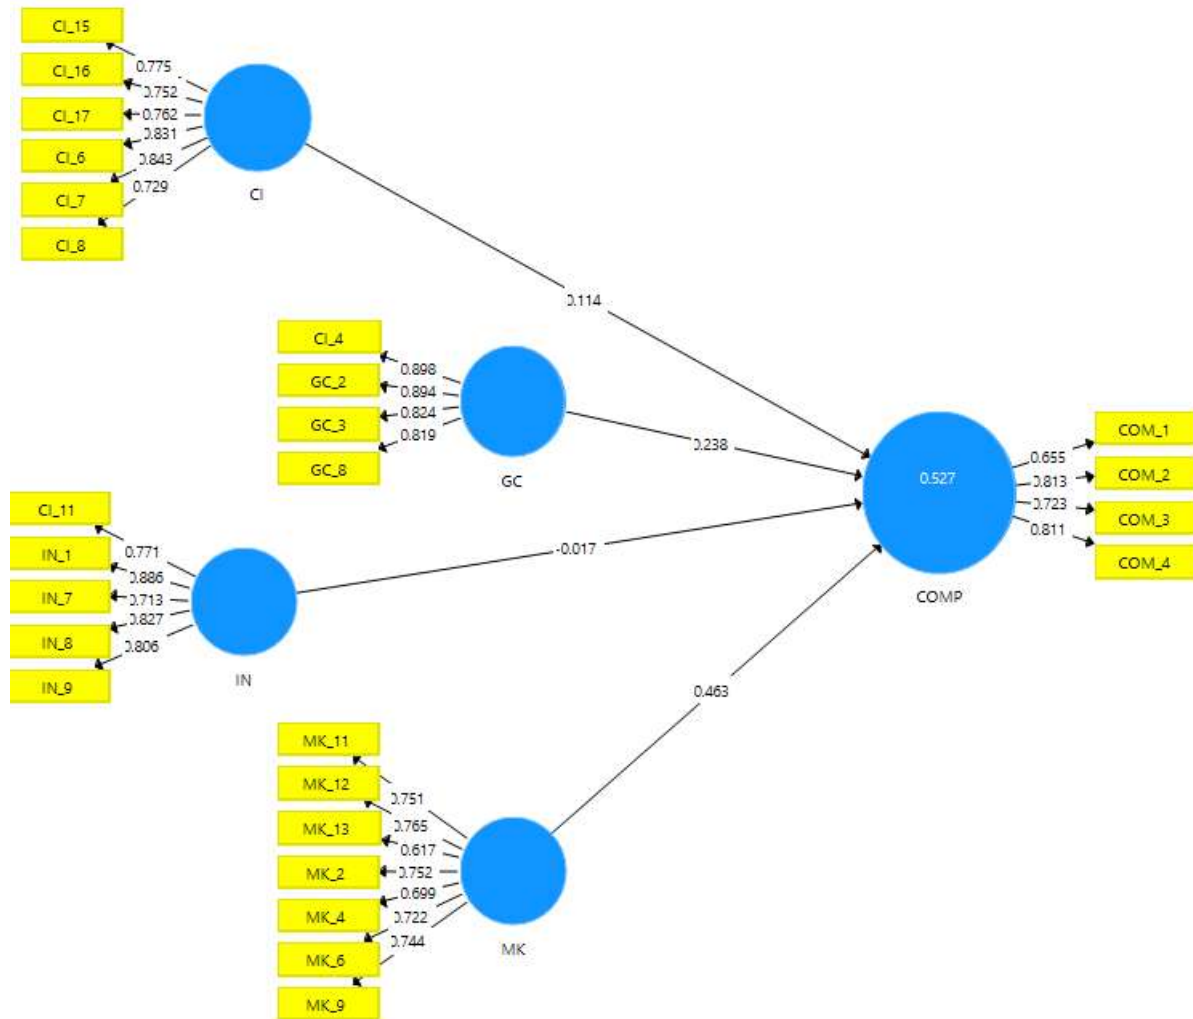 CI_15
CI_16
CI_17
CI_6
CI_7
CI_8
0.775
0.752
0.762
0.831
0.843
0.729
CI
0.114
CI_4
GC_2
GC_3
GC_8
0.898
0.894
0.824
0.819
GC
0.238
CI_11
IN_1
IN_7
IN_8
IN_9
0.771
0.886
0.713
0.827
0.806
IN
-0.017
MK_11
MK_12
MK_13
MK_2
MK_4
MK_6
MK_9
0.751
0.765
0.617
0.752
0.699
0.722
0.744
MK
0.463
0.527
COMP
0.655
0.813
0.723
0.811
COM_1
COM_2
COM_3
COM_4